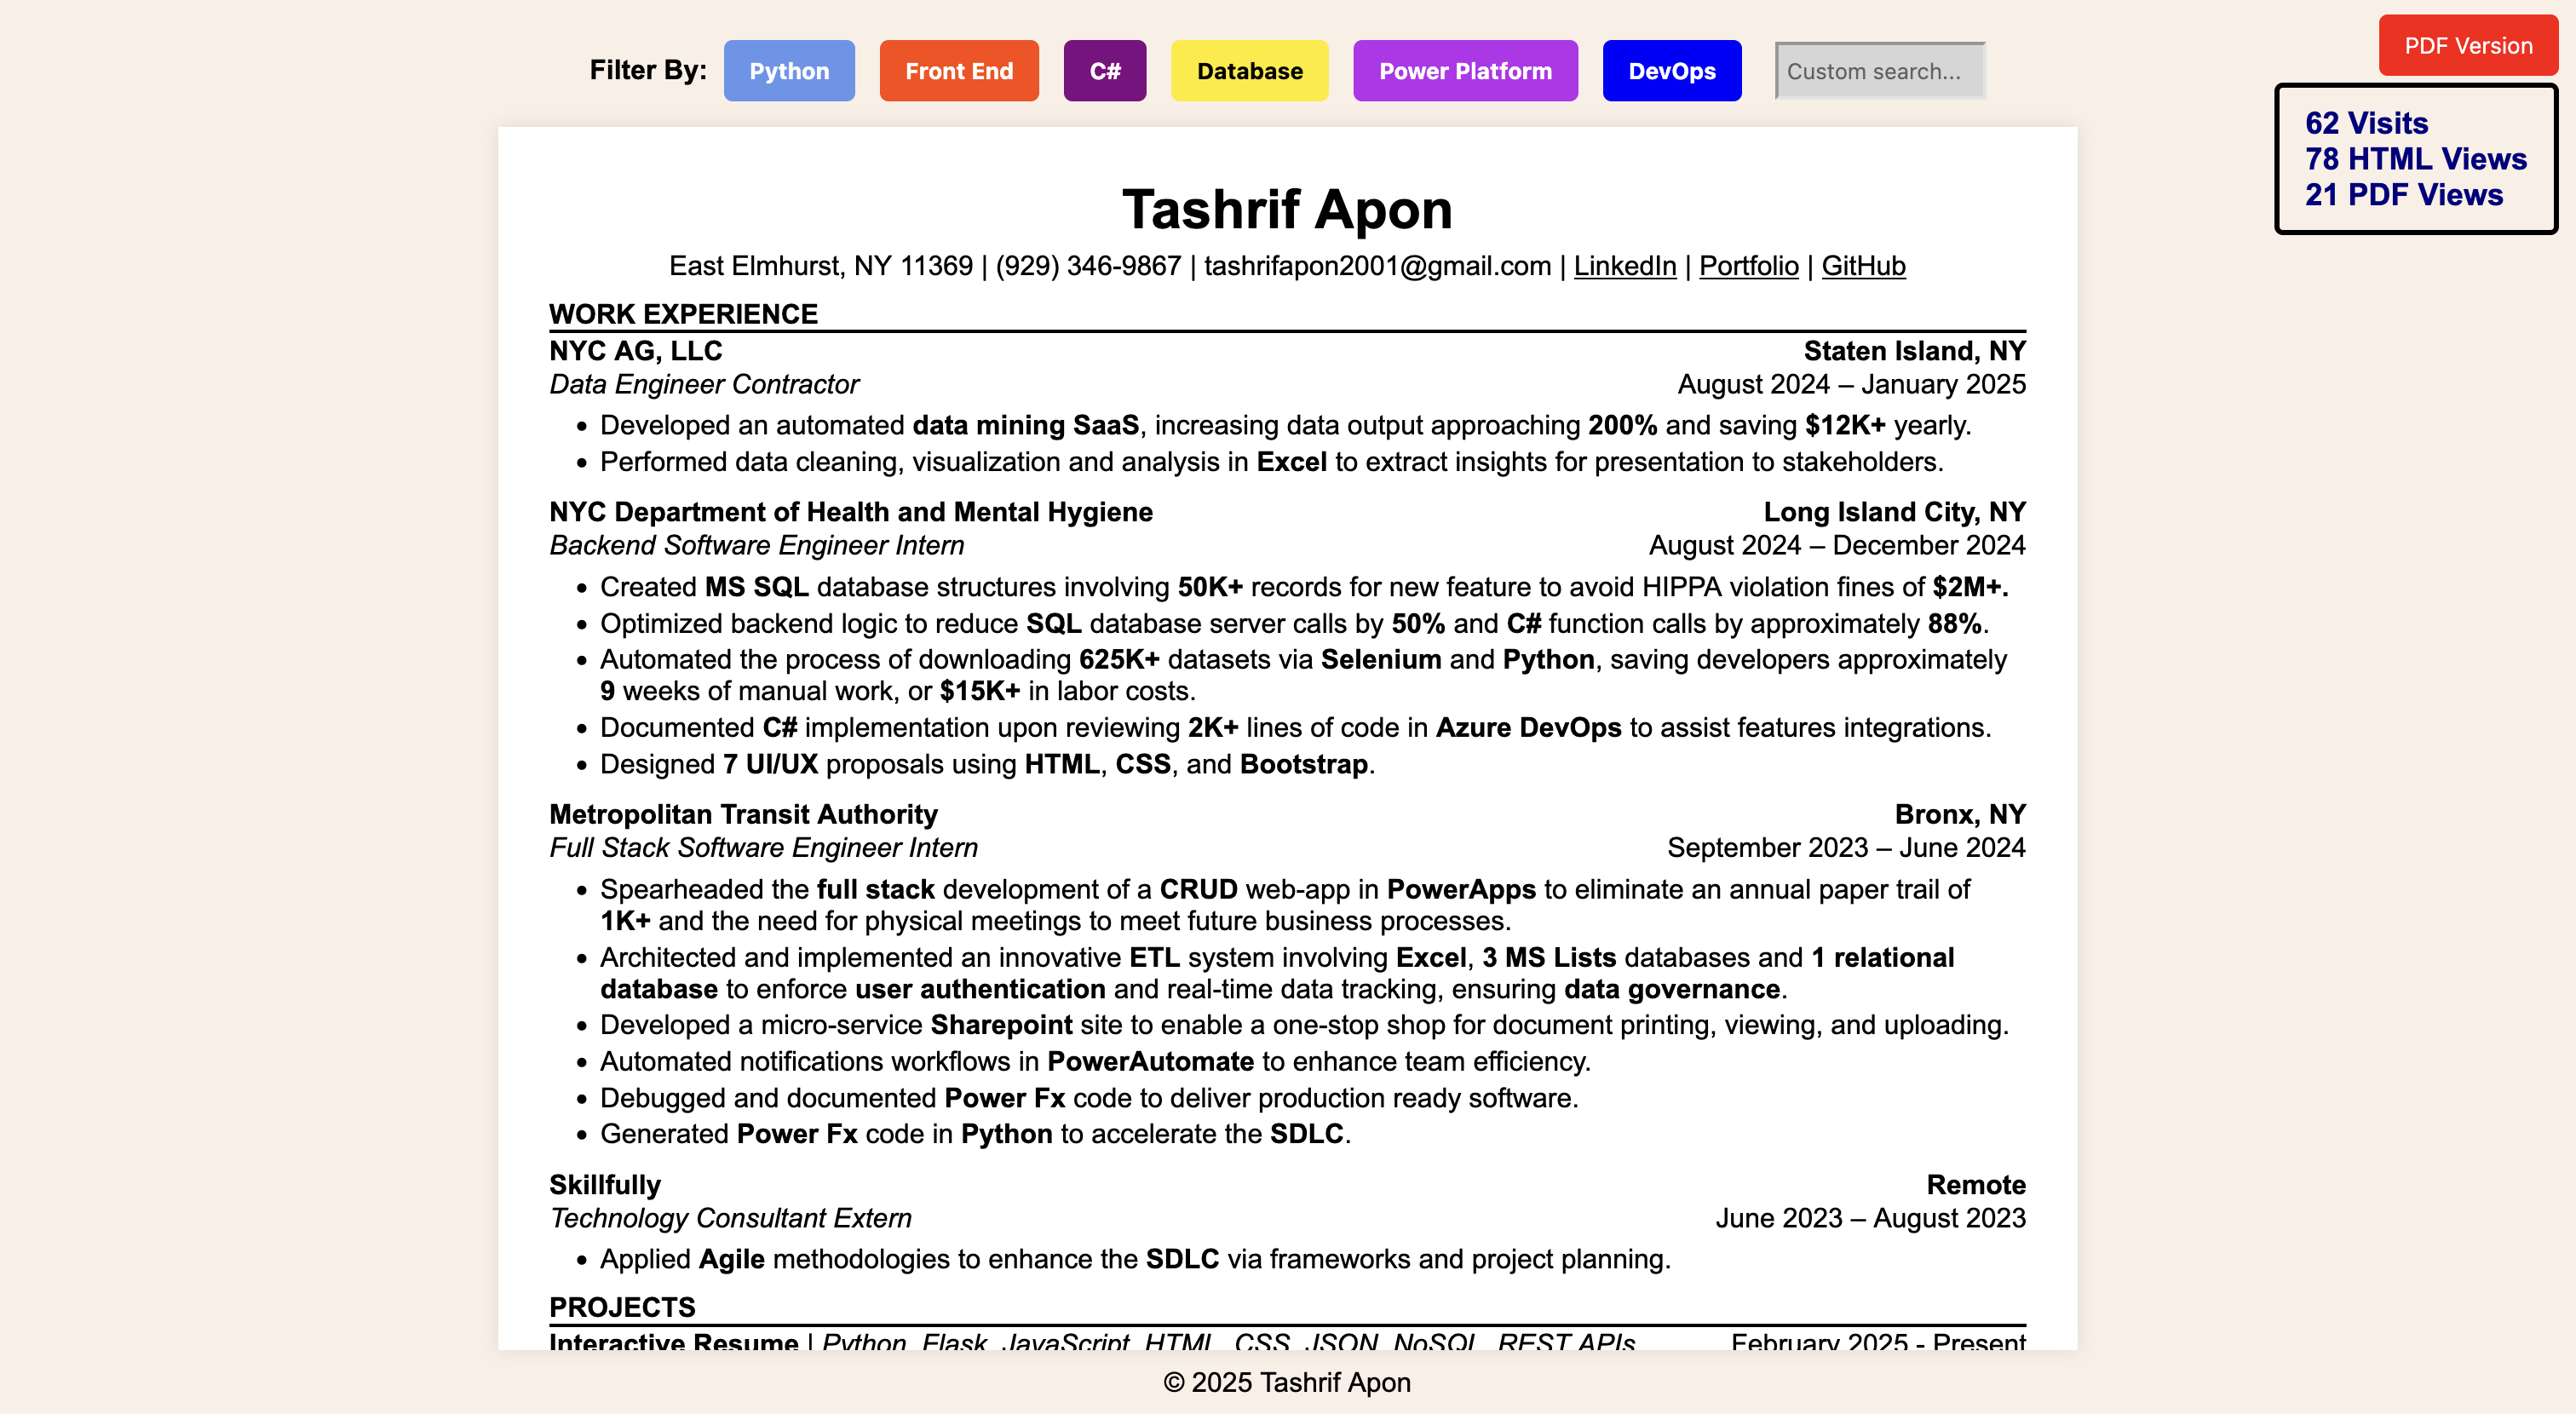 Filter By: Python Front End C# Database Power Platform DevOps Custom search...
PDF Version
62 Visits
78 HTML Views
21 PDF Views
Tashrif Apon
East Elmhurst, NY 11369 | (929) 346-9867 | tashrifapon2001@gmail.com | LinkedIn | Portfolio | GitHub
WORK EXPERIENCE
NYC AG, LLC Staten Island, NY
Data Engineer Contractor August 2024 – January 2025
• Developed an automated data mining SaaS, increasing data output approaching 200% and saving $12K+ yearly.
• Performed data cleaning, visualization and analysis in Excel to extract insights for presentation to stakeholders.
NYC Department of Health and Mental Hygiene Long Island City, NY
Backend Software Engineer Intern August 2024 – December 2024
• Created MS SQL database structures involving 50K+ records for new feature to avoid HIPPA violation fines of $2M+.
• Optimized backend logic to reduce SQL database server calls by 50% and C# function calls by approximately 88%.
• Automated the process of downloading 625K+ datasets via Selenium and Python, saving developers approximately
9 weeks of manual work, or $15K+ in labor costs.
• Documented C# implementation upon reviewing 2K+ lines of code in Azure DevOps to assist features integrations.
• Designed 7 UI/UX proposals using HTML, CSS, and Bootstrap.
Metropolitan Transit Authority Bronx, NY
Full Stack Software Engineer Intern September 2023 – June 2024
• Spearheaded the full stack development of a CRUD web-app in PowerApps to eliminate an annual paper trail of
1K+ and the need for physical meetings to meet future business processes.
• Architected and implemented an innovative ETL system involving Excel, 3 MS Lists databases and 1 relational
database to enforce user authentication and real-time data tracking, ensuring data governance.
• Developed a micro-service Sharepoint site to enable a one-stop shop for document printing, viewing, and uploading.
• Automated notifications workflows in PowerAutomate to enhance team efficiency.
• Debugged and documented Power Fx code to deliver production ready software.
• Generated Power Fx code in Python to accelerate the SDLC.
Skillfully Remote
Technology Consultant Extern June 2023 – August 2023
• Applied Agile methodologies to enhance the SDLC via frameworks and project planning.
PROJECTS
Interactive Resume | Python, Flask, JavaScript, HTML, CSS, JSON, NoSQL, REST APIs February 2025 - Present
© 2025 Tashrif Apon